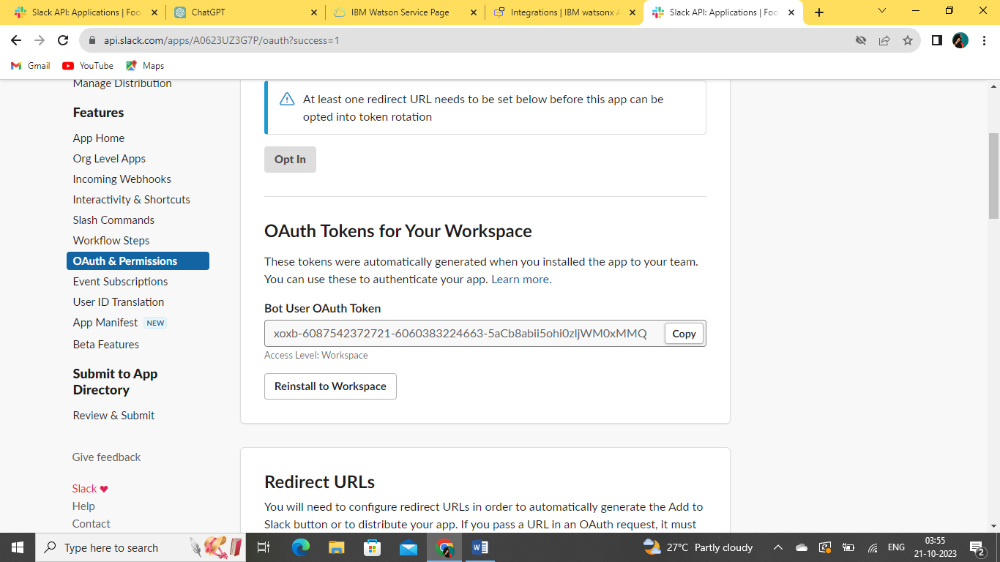 Slack API: Applications | Foo
ChatGPT
IBM Watson Service Page
Integrations | IBM watsonx
Slack API: Applications | Foo
api.slack.com/apps/A0623UZ3G7P/oauth?success=1
Gmail
YouTube
Maps
Manage Distribution
Features
App Home
Org Level Apps
Incoming Webhooks
Interactivity & Shortcuts
Slash Commands
Workflow Steps
OAuth & Permissions
Event Subscriptions
User ID Translation
App Manifest NEW
Beta Features
Submit to App
Directory
Review & Submit
Give feedback
Slack
Help
Contact
At least one redirect URL needs to be set below before this app can be
opted into token rotation
Opt In
OAuth Tokens for Your Workspace
These tokens were automatically generated when you installed the app to your team.
You can use these to authenticate your app. Learn more.
Bot User OAuth Token
Copy
Access Level: Workspace
Reinstall to Workspace
Redirect URLs
You will need to configure redirect URLs in order to automatically generate the Add to
Slack button or to distribute your app. If you pass a URL in an OAuth request, it must
Type here to search
27°C Partly cloudy
ENG
03:55
21-10-2023
2